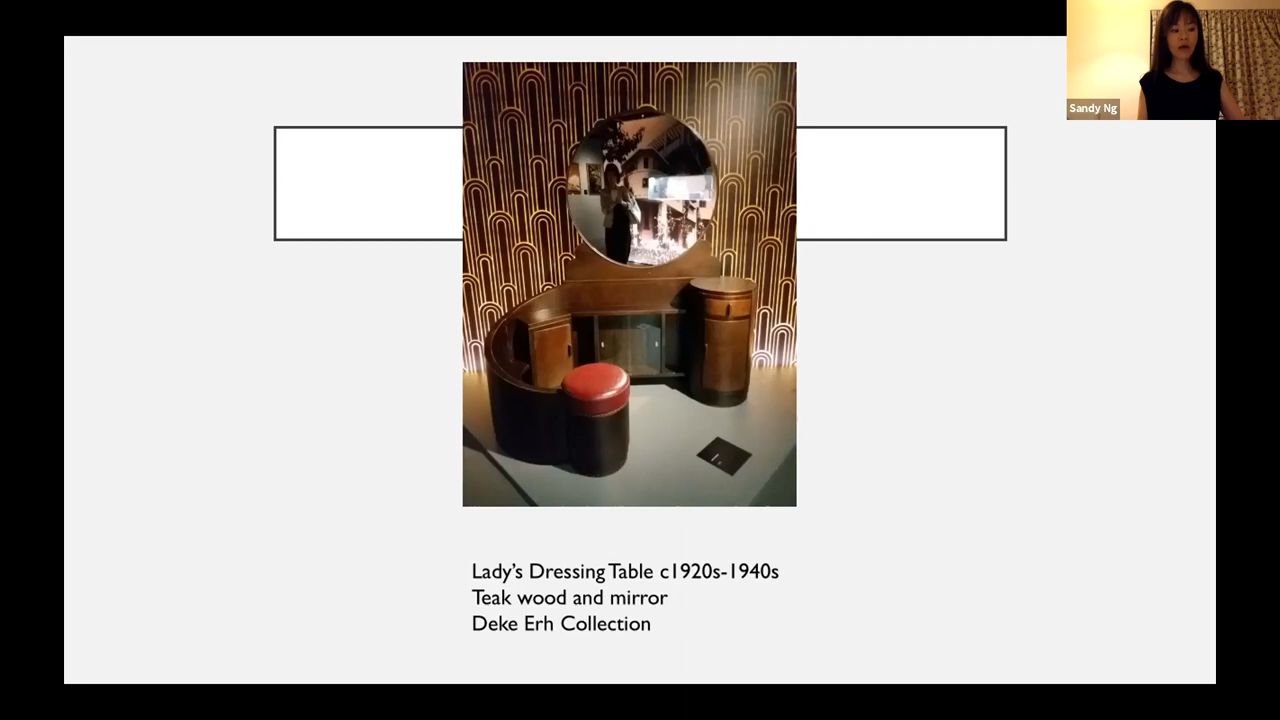 Sandy Ng
Lady's Dressing Table c1920s-1940s
Teak wood and mirror
Deke Erh Collection